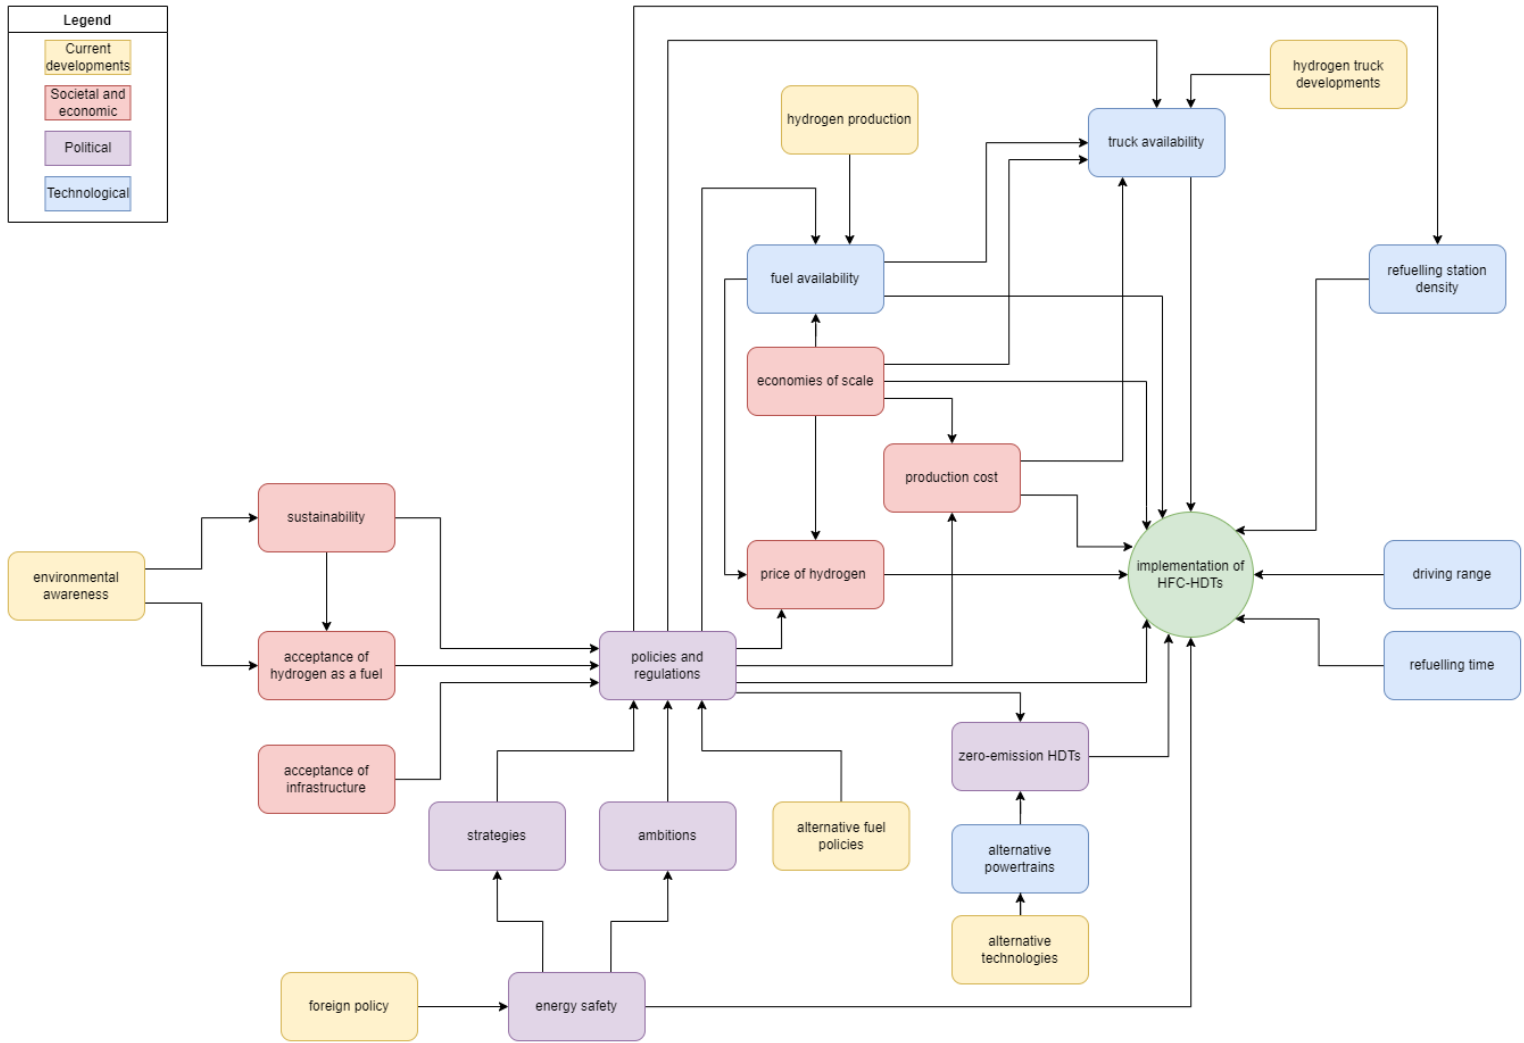 Legend
Current
developments
Societal and
economic
Political
Technological
hydrogen truck
developments
hydrogen production
truck availability
fuel availability
refuelling station
density
economies of scale
production cost
sustainability
environmental
awareness
price of hydrogen
implementation of
HFC-HDTs
driving range
acceptance of
hydrogen as a fuel
policies and
regulations
refuelling time
acceptance of
infrastructure
zero-emission HDTs
strategies
ambitions
alternative fuel
policies
alternative
powertrains
alternative
technologies
foreign policy
energy safety